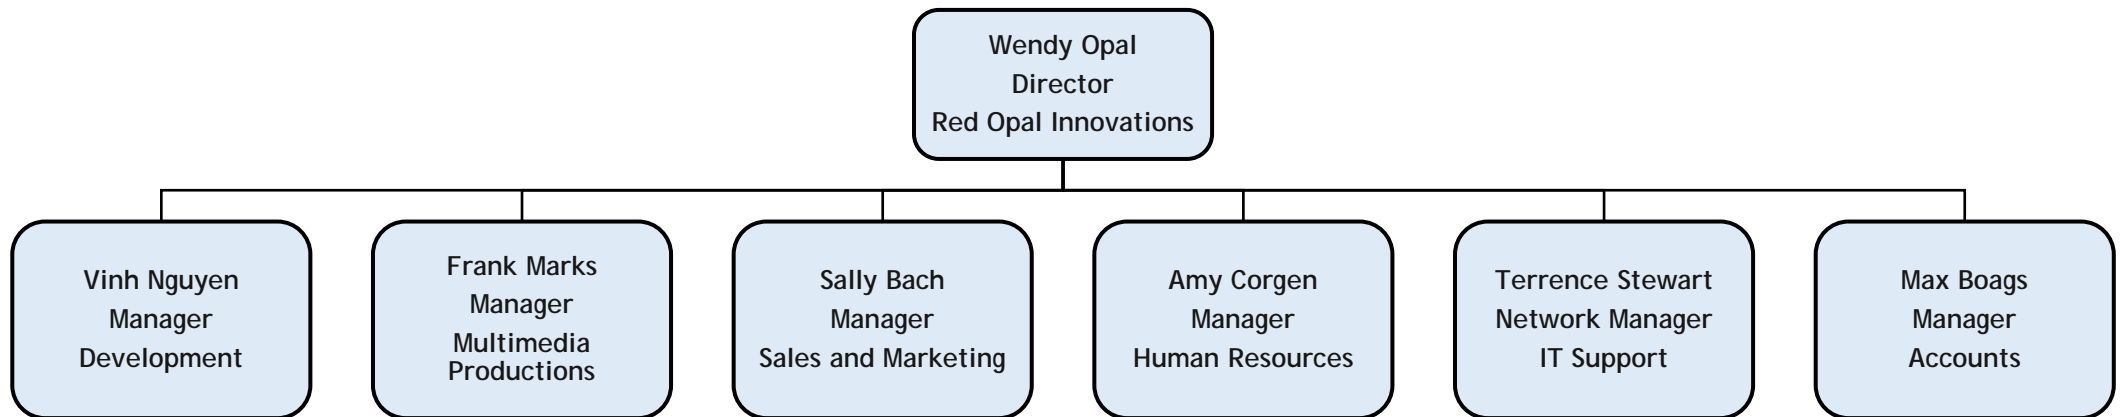 Wendy Opal
Director
Red Opal Innovations
Vinh Nguyen
Manager
Development
Frank Marks
Manager
Multimedia
Productions
Sally Bach
Manager
Sales and Marketing
Amy Corgen
Manager
Human Resources
Terrence Stewart
Network Manager
IT Support
Max Boags
Manager
Accounts